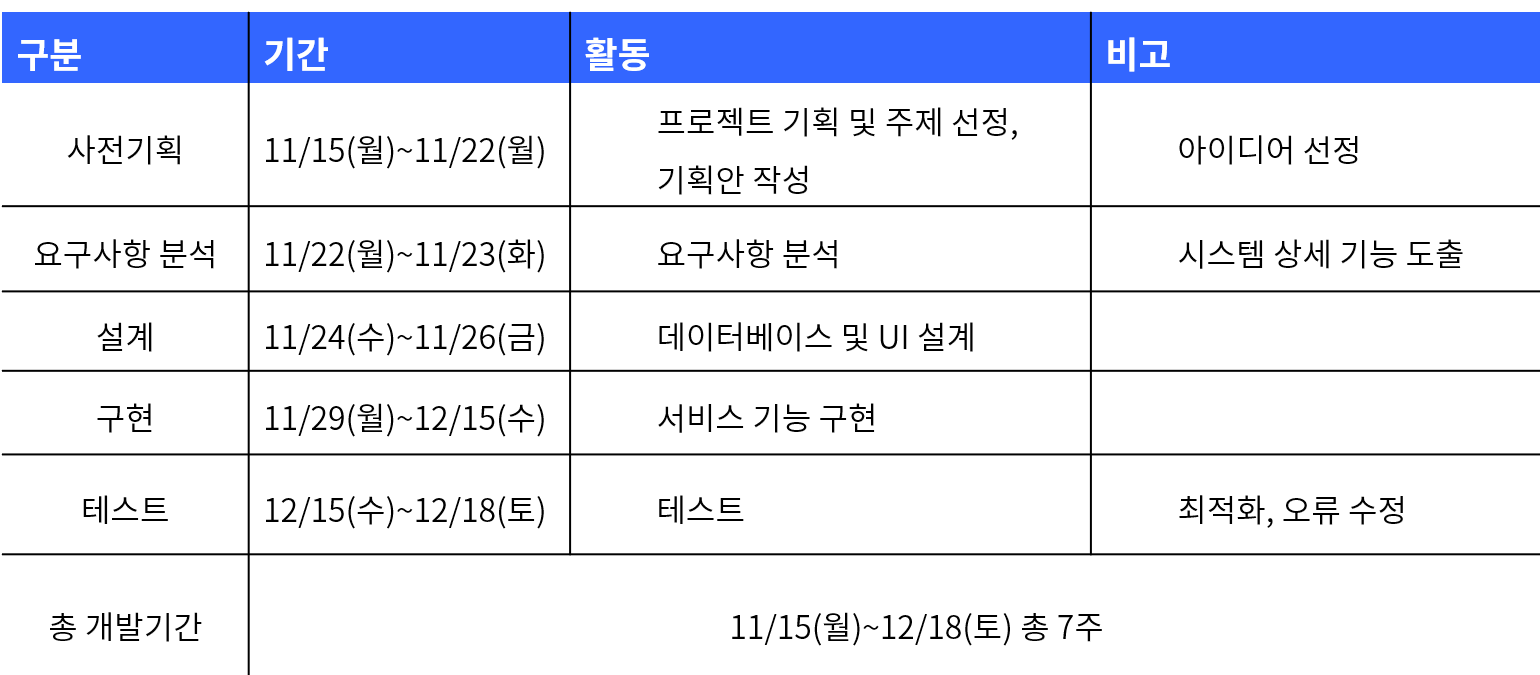 구분 기간 활동 비고
사전기획 11/15(월)~11/22(월) 프로젝트 기획 및 주제 선정, 아이디어 선정
기획안 작성
요구사항 분석 11/22(월)~11/23(화) 요구사항 분석 시스템 상세 기능 도출
설계 11/24(수)~11/26(금) 데이터베이스 및 UI 설계
구현 11/29(월)~12/15(수) 서비스 기능 구현
테스트 12/15(수)~12/18(토) 테스트 최적화, 오류 수정
총 개발기간 11/15(월)~12/18(토) 총 7주